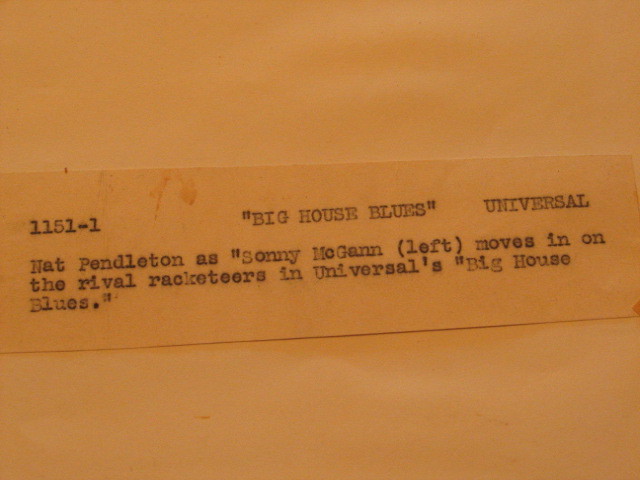 1151-1 "BIG HOUSE BLUES" UNIVERSAL
Nat Pendleton as "Sonny McGann (left) moves in on
the rival racketeers in Universal's "Big House
Blues."